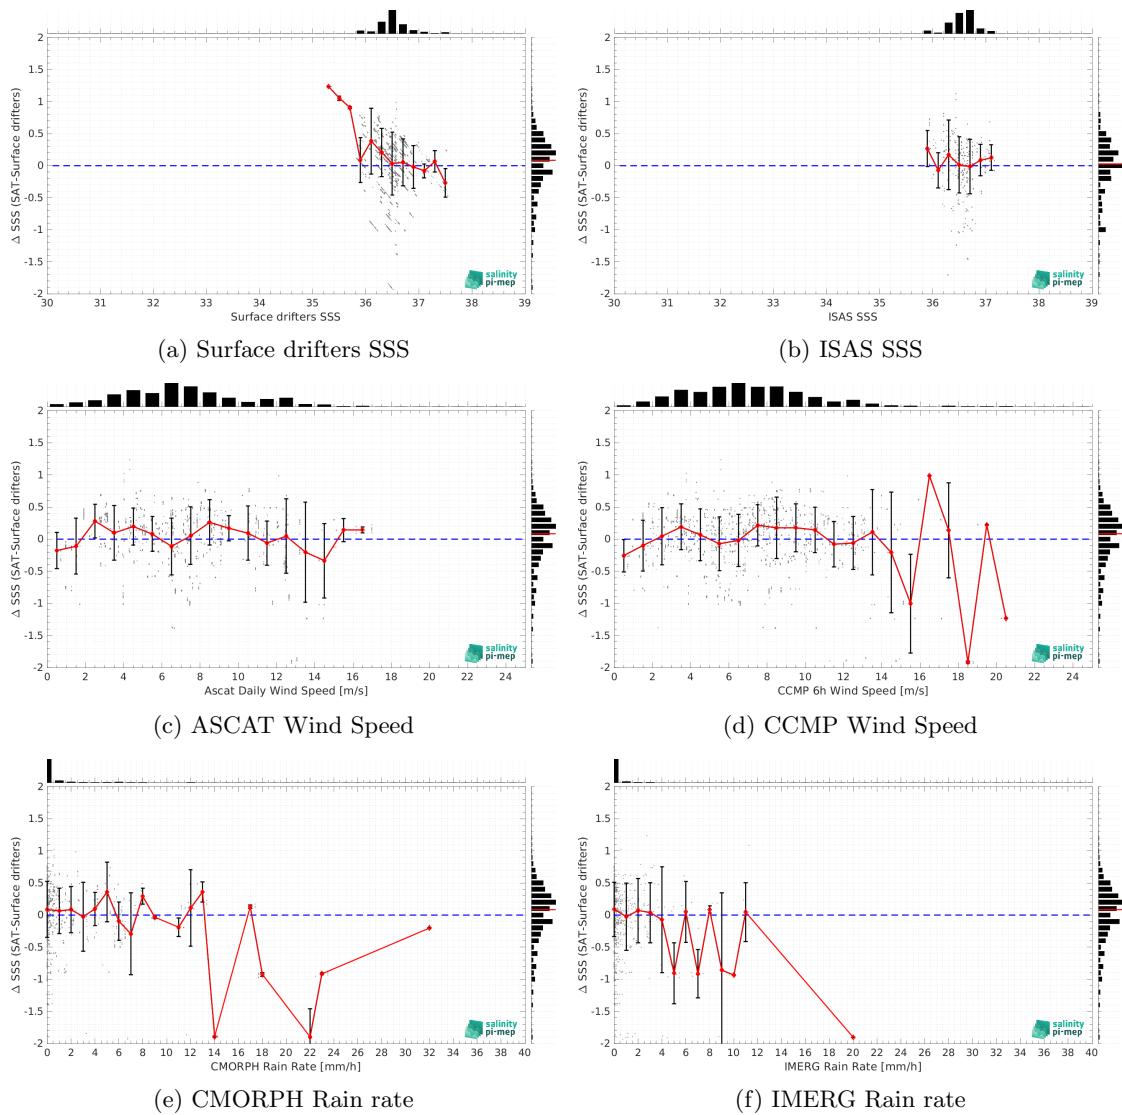 2
1.5
1
0.5
0
-0.5
-1
-1.5
-2
Δ SSS (SAT-Surface drifters)
30 31 32 33 34 35 36 37 38 39
Surface drifters SSS
salinity
pi-mep
(a) Surface drifters SSS
2
1.5
1
0.5
0
-0.5
-1
-1.5
-2
Δ SSS (SAT-Surface drifters)
30 31 32 33 34 35 36 37 38 39
ISAS SSS
salinity
pi-mep
(b) ISAS SSS
2
1.5
1
0.5
0
-0.5
-1
-1.5
-2
Δ SSS (SAT-Surface drifters)
0 2 4 6 8 10 12 14 16 18 20 22 24
Ascat Daily Wind Speed [m/s]
salinity
pi-mep
(c) ASCAT Wind Speed
2
1.5
1
0.5
0
-0.5
-1
-1.5
-2
Δ SSS (SAT-Surface drifters)
0 2 4 6 8 10 12 14 16 18 20 22 24
CCMP 6h Wind Speed [m/s]
salinity
pi-mep
(d) CCMP Wind Speed
2
1.5
1
0.5
0
-0.5
-1
-1.5
-2
Δ SSS (SAT-Surface drifters)
0 2 4 6 8 10 12 14 16 18 20 22 24 26 28 30 32 34 36 38 40
CMORPH Rain Rate [mm/h]
salinity
pi-mep
(e) CMORPH Rain rate
2
1.5
1
0.5
0
-0.5
-1
-1.5
-2
Δ SSS (SAT-Surface drifters)
0 2 4 6 8 10 12 14 16 18 20 22 24 26 28 30 32 34 36 38 40
IMERG Rain Rate [mm/h]
salinity
pi-mep
(f) IMERG Rain rate